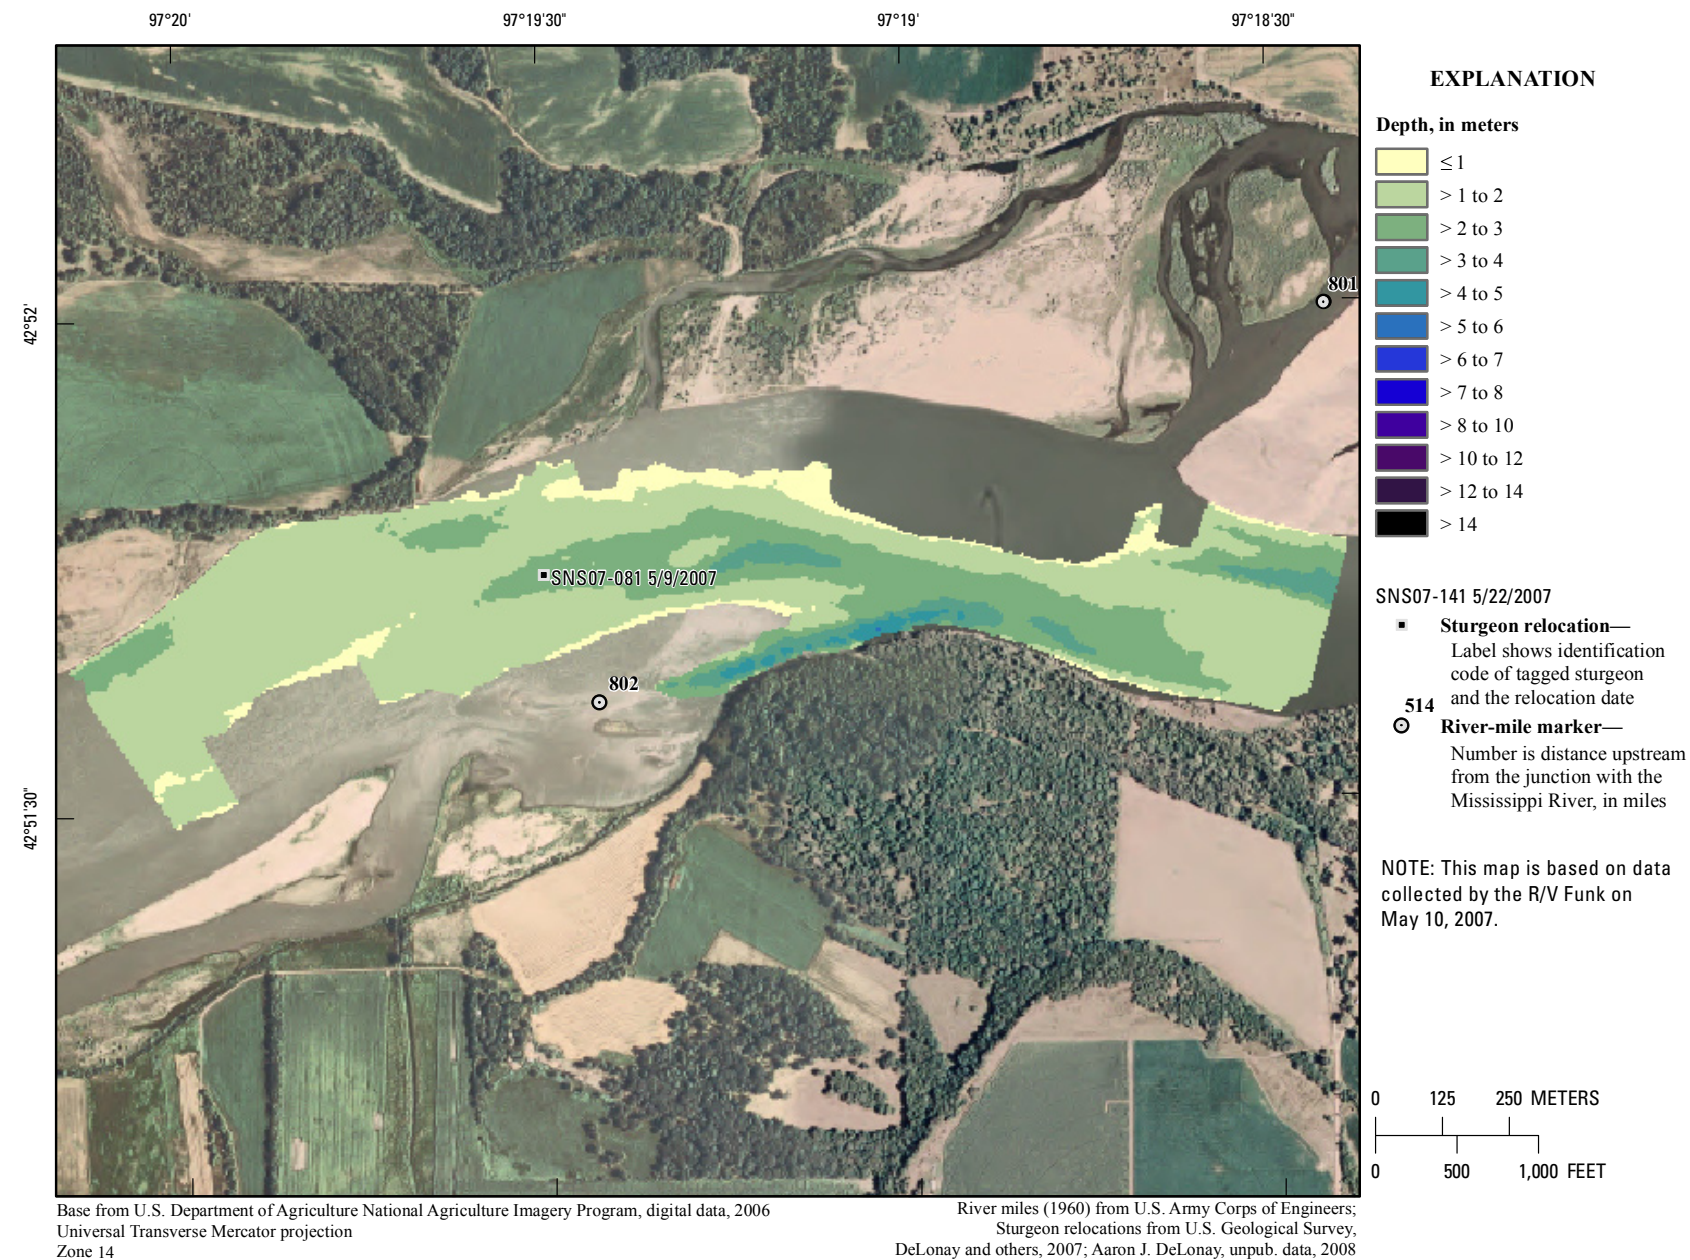 97°20' 97°19'30" 97°19' 97°18'30"
42°52'
42°51'30"
801
SNS07-081 5/9/2007
802
EXPLANATION
Depth, in meters
≤ 1
> 1 to 2
> 2 to 3
> 3 to 4
> 4 to 5
> 5 to 6
> 6 to 7
> 7 to 8
> 8 to 10
> 10 to 12
> 12 to 14
> 14
SNS07-141 5/22/2007
Sturgeon relocation—
Label shows identification
code of tagged sturgeon
and the relocation date
514
River-mile marker—
Number is distance upstream
from the junction with the
Mississippi River, in miles
NOTE: This map is based on data
collected by the R/V Funk on
May 10, 2007.
0 125 250 METERS
0 500 1,000 FEET
Base from U.S. Department of Agriculture National Agriculture Imagery Program, digital data, 2006
Universal Transverse Mercator projection
Zone 14
River miles (1960) from U.S. Army Corps of Engineers;
Sturgeon relocations from U.S. Geological Survey,
DeLonay and others, 2007; Aaron J. DeLonay, unpub. data, 2008